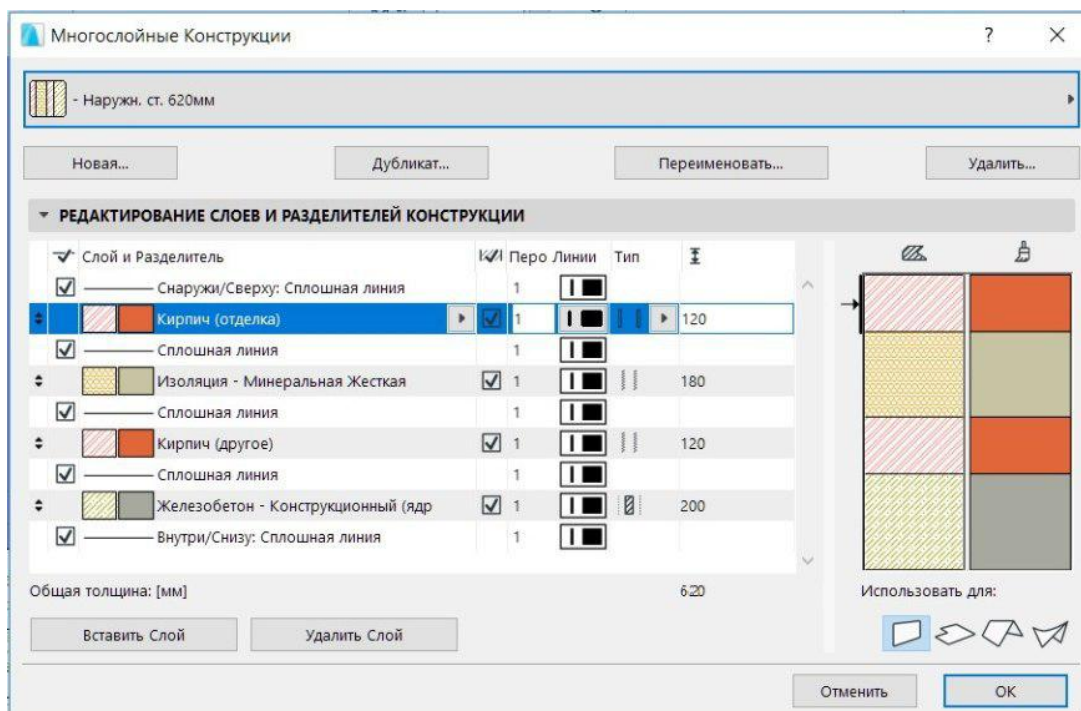 Многослойные Конструкции ? ×
- Наружн. ст. 620мм
Новая... Дубликат... Переименовать... Удалить...
РЕДАКТИРОВАНИЕ СЛОЕВ И РАЗДЕЛИТЕЛЕЙ КОНСТРУКЦИИ
Слой и Разделитель Перо Линии Тип
Снаружи/Сверху: Сплошная линия 1
Кирпич (отделка) 1 120
Сплошная линия 1
Изоляция - Минеральная Жесткая 1 180
Сплошная линия 1
Кирпич (другое) 1 120
Сплошная линия 1
Железобетон - Конструкционный (ядр 1 200
Внутри/Снизу: Сплошная линия 1
Общая толщина: [мм] 620 Использовать для:
Вставить Слой Удалить Слой
Отменить OK